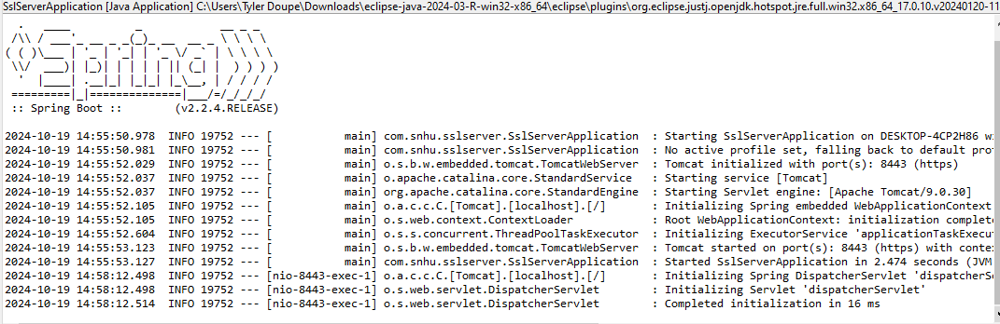 SslServerApplication [Java Application] C:\Users\Tyler Doupe\Downloads\eclipse-java-2024-03-R-win32-x86_64\eclipse\plugins\org.eclipse.justj.openjdk.hotspot.jre.full.win32.x86_64_17.0.10.v20240120-11
  .   ____          _            __ _ _
 /\\ / ___'_ __ _ _(_)_ __  __ _ \ \ \ \
( ( )\___ | '_ | '_| | '_ \/ _` | \ \ \ \
 \\/  ___)| |_)| | | | | || (_| |  ) ) ) )
  '  |____| .__|_| |_|_| |_\__, | / / / /
 =========|_|==============|___/=/_/_/_/
 :: Spring Boot ::        (v2.2.4.RELEASE)
2024-10-19 14:55:50.978  INFO 19752 --- [           main] com.snhu.sslserver.SslServerApplication  : Starting SslServerApplication on DESKTOP-4CP2H86 wi
2024-10-19 14:55:50.981  INFO 19752 --- [           main] com.snhu.sslserver.SslServerApplication  : No active profile set, falling back to default pro
2024-10-19 14:55:52.029  INFO 19752 --- [           main] o.s.b.w.embedded.tomcat.TomcatWebServer  : Tomcat initialized with port(s): 8443 (https)
2024-10-19 14:55:52.037  INFO 19752 --- [           main] o.apache.catalina.core.StandardService   : Starting service [Tomcat]
2024-10-19 14:55:52.037  INFO 19752 --- [           main] org.apache.catalina.core.StandardEngine  : Starting Servlet engine: [Apache Tomcat/9.0.30]
2024-10-19 14:55:52.105  INFO 19752 --- [           main] o.a.c.c.C.[Tomcat].[localhost].[/]       : Initializing Spring embedded WebApplicationContext
2024-10-19 14:55:52.105  INFO 19752 --- [           main] o.s.web.context.ContextLoader            : Root WebApplicationContext: initialization complet
2024-10-19 14:55:52.604  INFO 19752 --- [           main] o.s.s.concurrent.ThreadPoolTaskExecutor  : Initializing ExecutorService 'applicationTaskExecut
2024-10-19 14:55:53.123  INFO 19752 --- [           main] o.s.b.w.embedded.tomcat.TomcatWebServer  : Tomcat started on port(s): 8443 (https) with conte
2024-10-19 14:55:53.127  INFO 19752 --- [           main] com.snhu.sslserver.SslServerApplication  : Started SslServerApplication in 2.474 seconds (JVM
2024-10-19 14:58:12.498  INFO 19752 --- [nio-8443-exec-1] o.a.c.c.C.[Tomcat].[localhost].[/]       : Initializing Spring DispatcherServlet 'dispatcherSe
2024-10-19 14:58:12.498  INFO 19752 --- [nio-8443-exec-1] o.s.web.servlet.DispatcherServlet        : Initializing Servlet 'dispatcherServlet'
2024-10-19 14:58:12.514  INFO 19752 --- [nio-8443-exec-1] o.s.web.servlet.DispatcherServlet        : Completed initialization in 16 ms